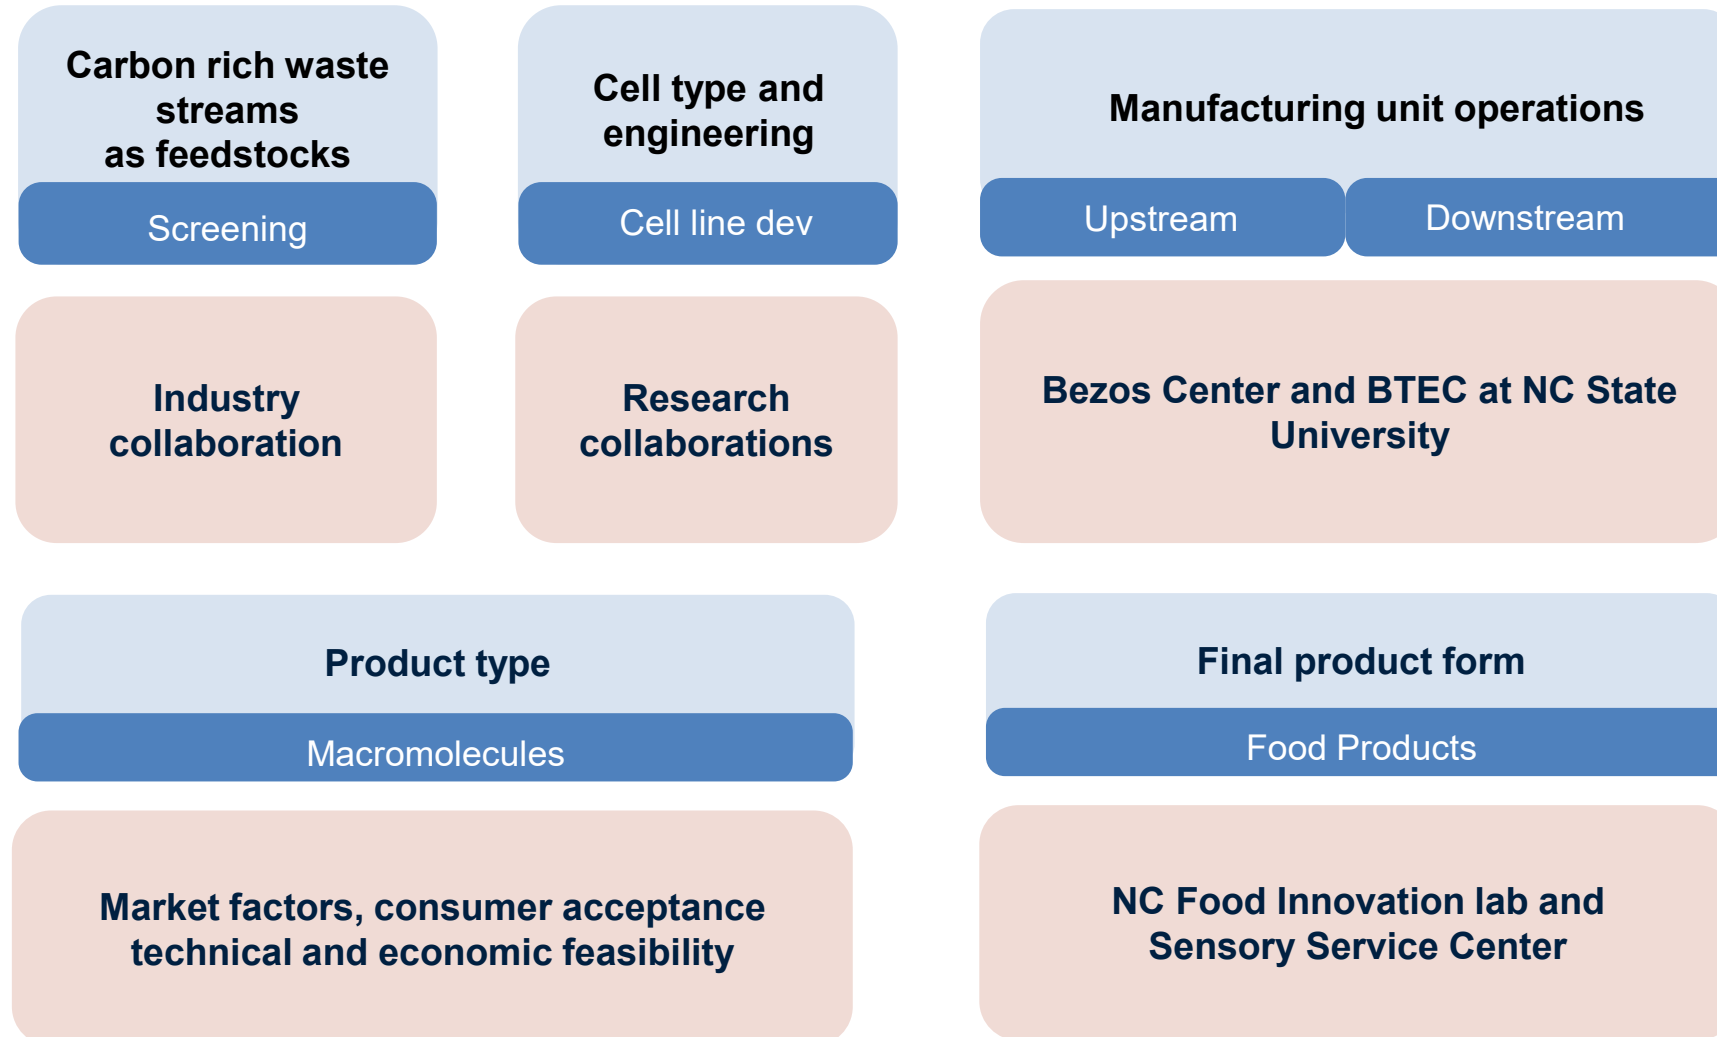 Carbon rich waste
streams
as feedstocks
Screening
Cell type and
engineering
Cell line dev
Manufacturing unit operations
Upstream
Downstream
Industry
collaboration
Research
collaborations
Bezos Center and BTEC at NC State
University
Product type
Macromolecules
Final product form
Food Products
Market factors, consumer acceptance
technical and economic feasibility
NC Food Innovation lab and
Sensory Service Center